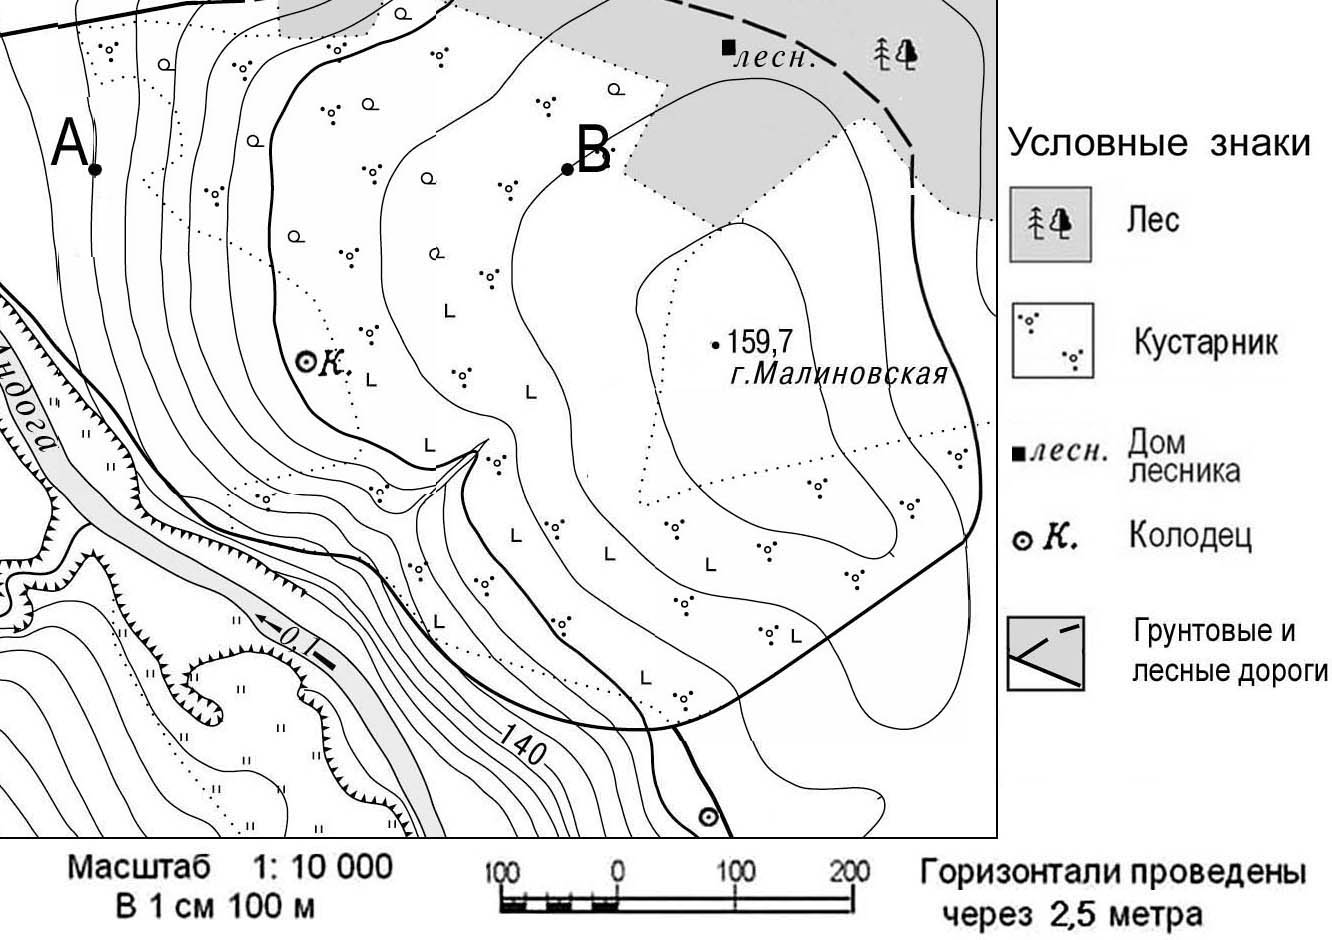 лесн.
А
В
К.
159,7
г.Малиновская
Андога
0,1
140
Условные знаки
Лес
Кустарник
лесн.
Дом
лесника
К.
Колодец
Грунтовые и
лесные дороги
Масштаб 1: 10 000
В 1 см 100 м
100 0 100 200
Горизонтали проведены
через 2,5 метра